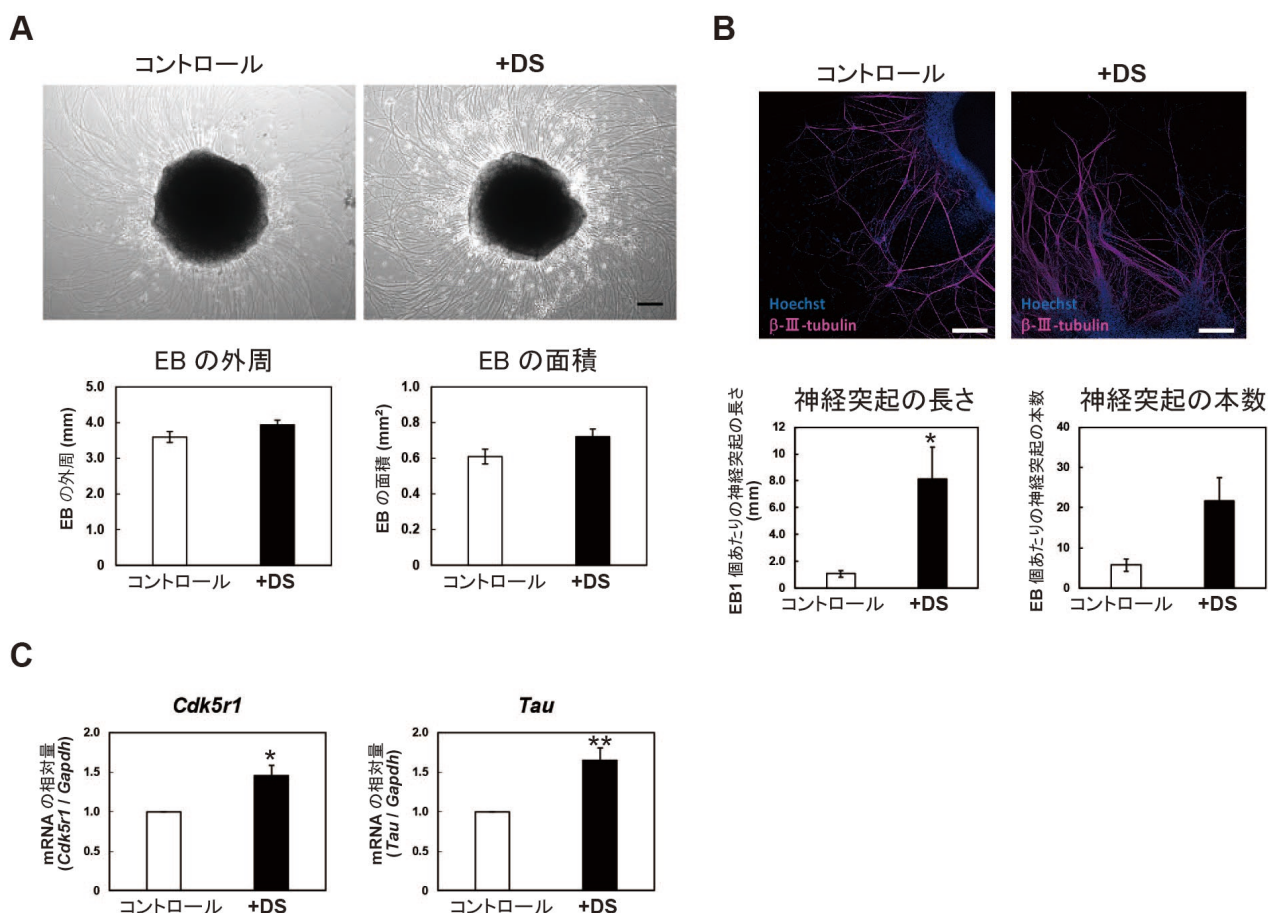 A
コントロール
+DS
EB の外周
EB の外周 (mm)
5.0
4.0
3.0
2.0
1.0
0
コントロール
+DS
EB の面積
EB の面積 (mm²)
1.0
0.8
0.6
0.4
0.2
0
コントロール
+DS
B
コントロール
+DS
Hoechst
β-Ⅲ-tubulin
Hoechst
β-Ⅲ-tubulin
神経突起の長さ
EB1 個あたりの神経突起の長さ
(mm)
12
8.0
6.0
4.0
2.0
0.0
*
コントロール
+DS
神経突起の本数
EB 個あたりの神経突起の本数
40
30
20
10
0
コントロール
+DS
C
Cdk5r1
mRNA の相対量
(Cdk5r1 / Gapdh)
2.0
1.5
1.0
0.5
0
*
コントロール
+DS
Tau
mRNA の相対量
(Tau / Gapdh)
2.0
1.5
1.0
0.5
0
**
コントロール
+DS